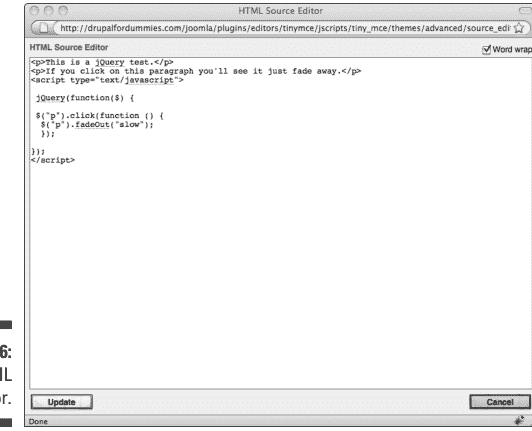 HTML Source Editor
http://drupalfordummies.com/joomla/plugins/editors/tinymce/jscripts/tiny_mce/themes/advanced/source_edi
HTML Source Editor
Word wrap
<p>This is a jQuery test.</p>
<p>If you click on this paragraph you'll see it just fade away.</p>
<script type="text/javascript">
jQuery(function($) {
$("p").click(function () {
$("p").fadeOut("slow");
});
});
</script>
6:
IL
or.
Update
Cancel
Done